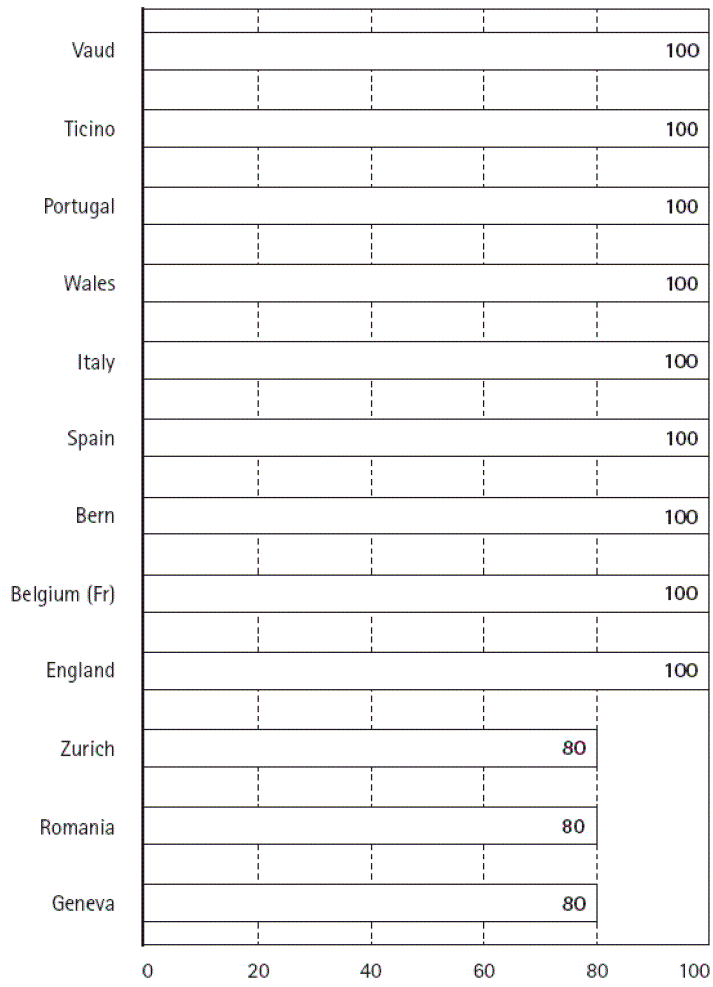 Vaud 100
Ticino 100
Portugal 100
Wales 100
Italy 100
Spain 100
Bern 100
Belgium (Fr) 100
England 100
Zurich 80
Romania 80
Geneva 80
0 20 40 60 80 100